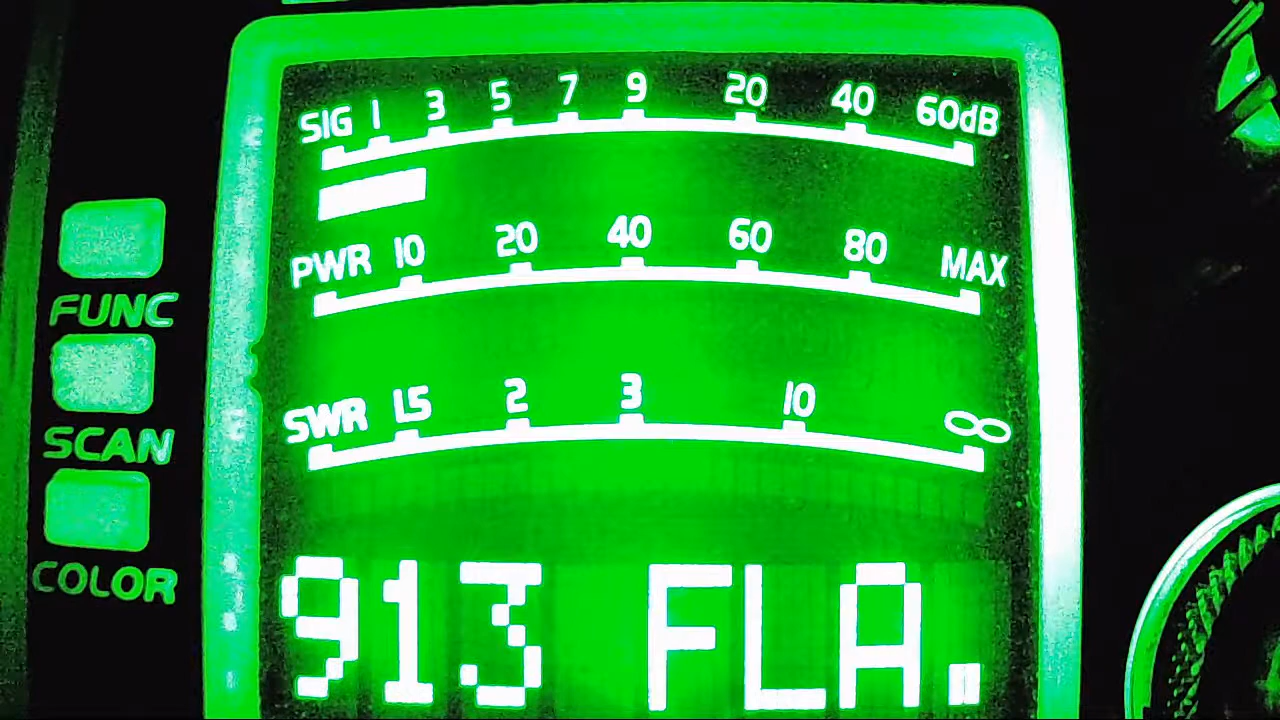 SIG 1 3 5 7 9 20 40 60dB
PWR 10 20 40 60 80 MAX
FUNC
SWR 1.5 2 3 10 ∞
SCAN
COLOR
913 FLA.